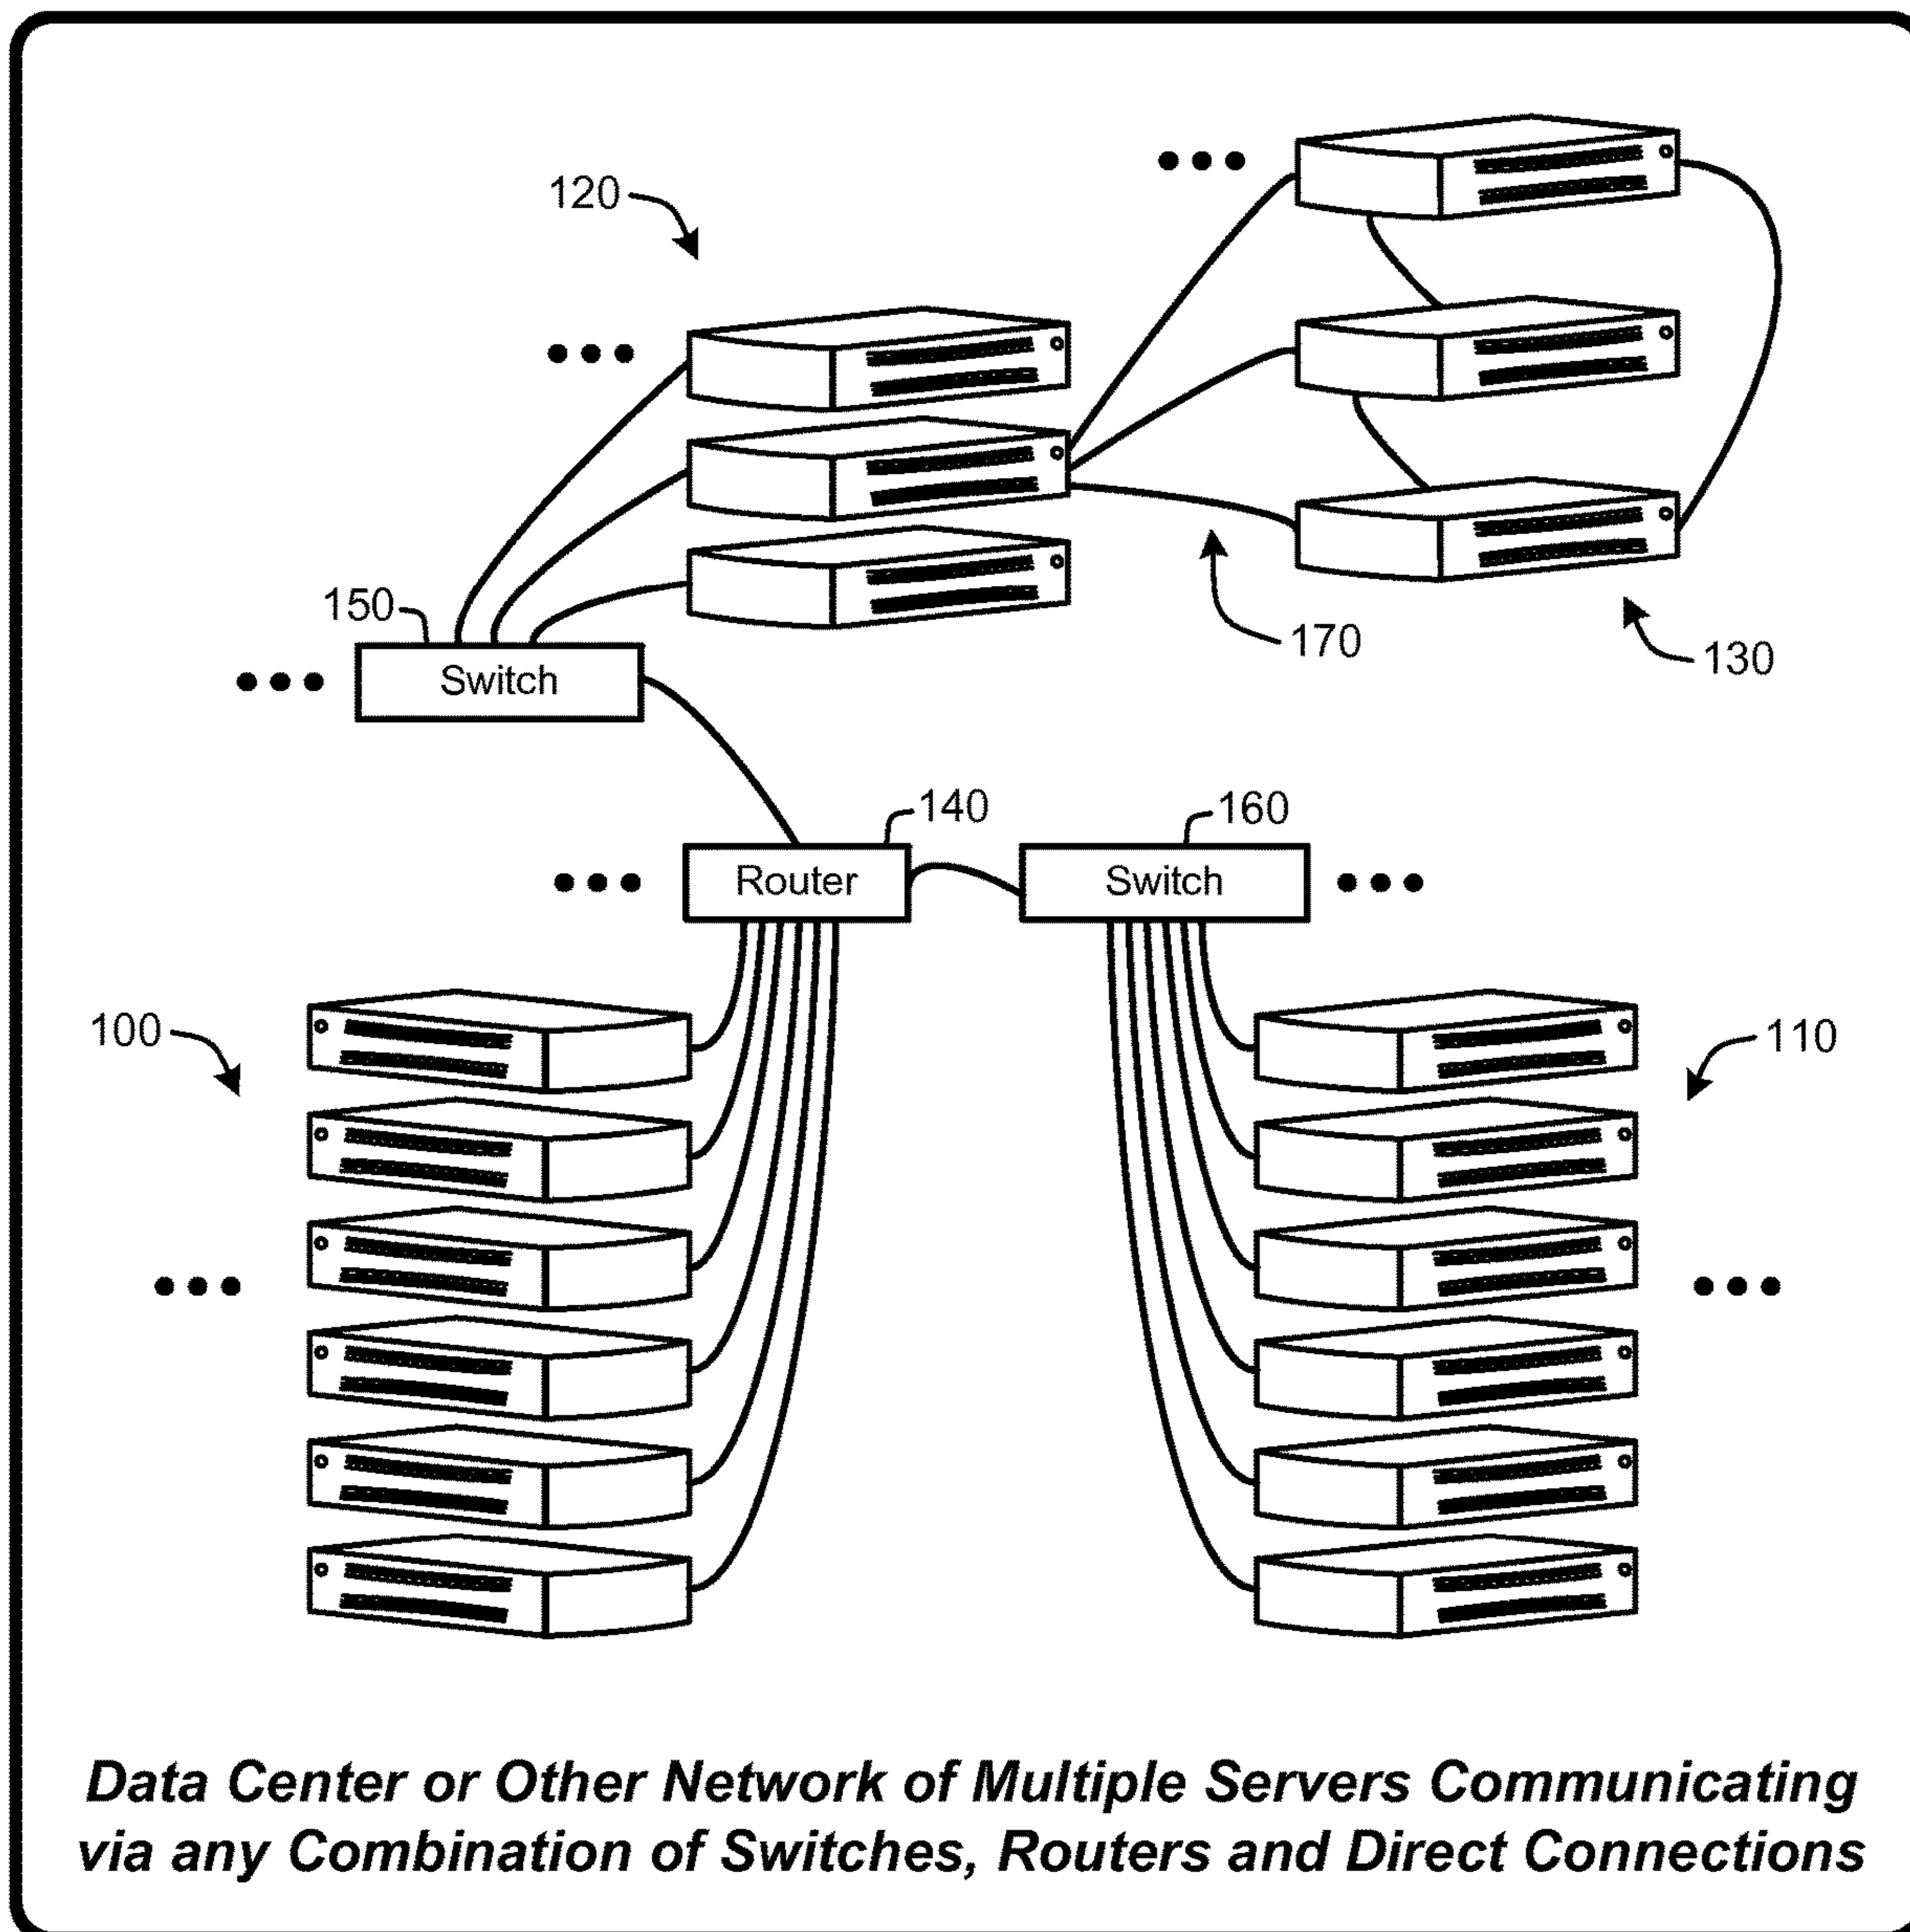 120
150
170
130
Switch
140
160
Router
Switch
100
110
Data Center or Other Network of Multiple Servers Communicating
via any Combination of Switches, Routers and Direct Connections